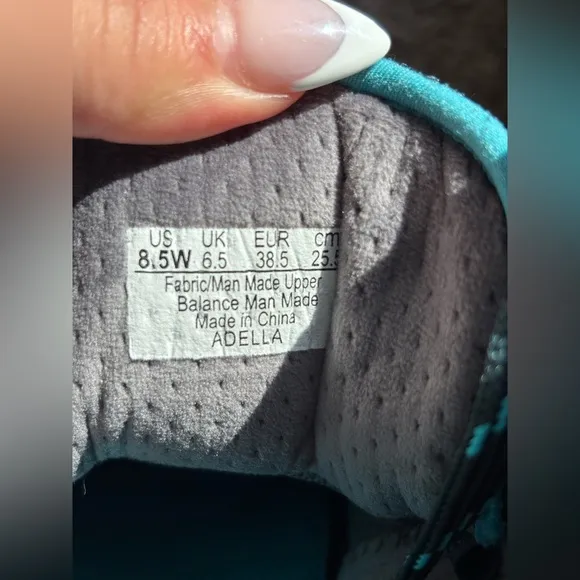 US UK EUR cm
8.5W 6.5 38.5 25.5
Fabric/Man Made Upper
Balance Man Made
Made in China
ADELLA